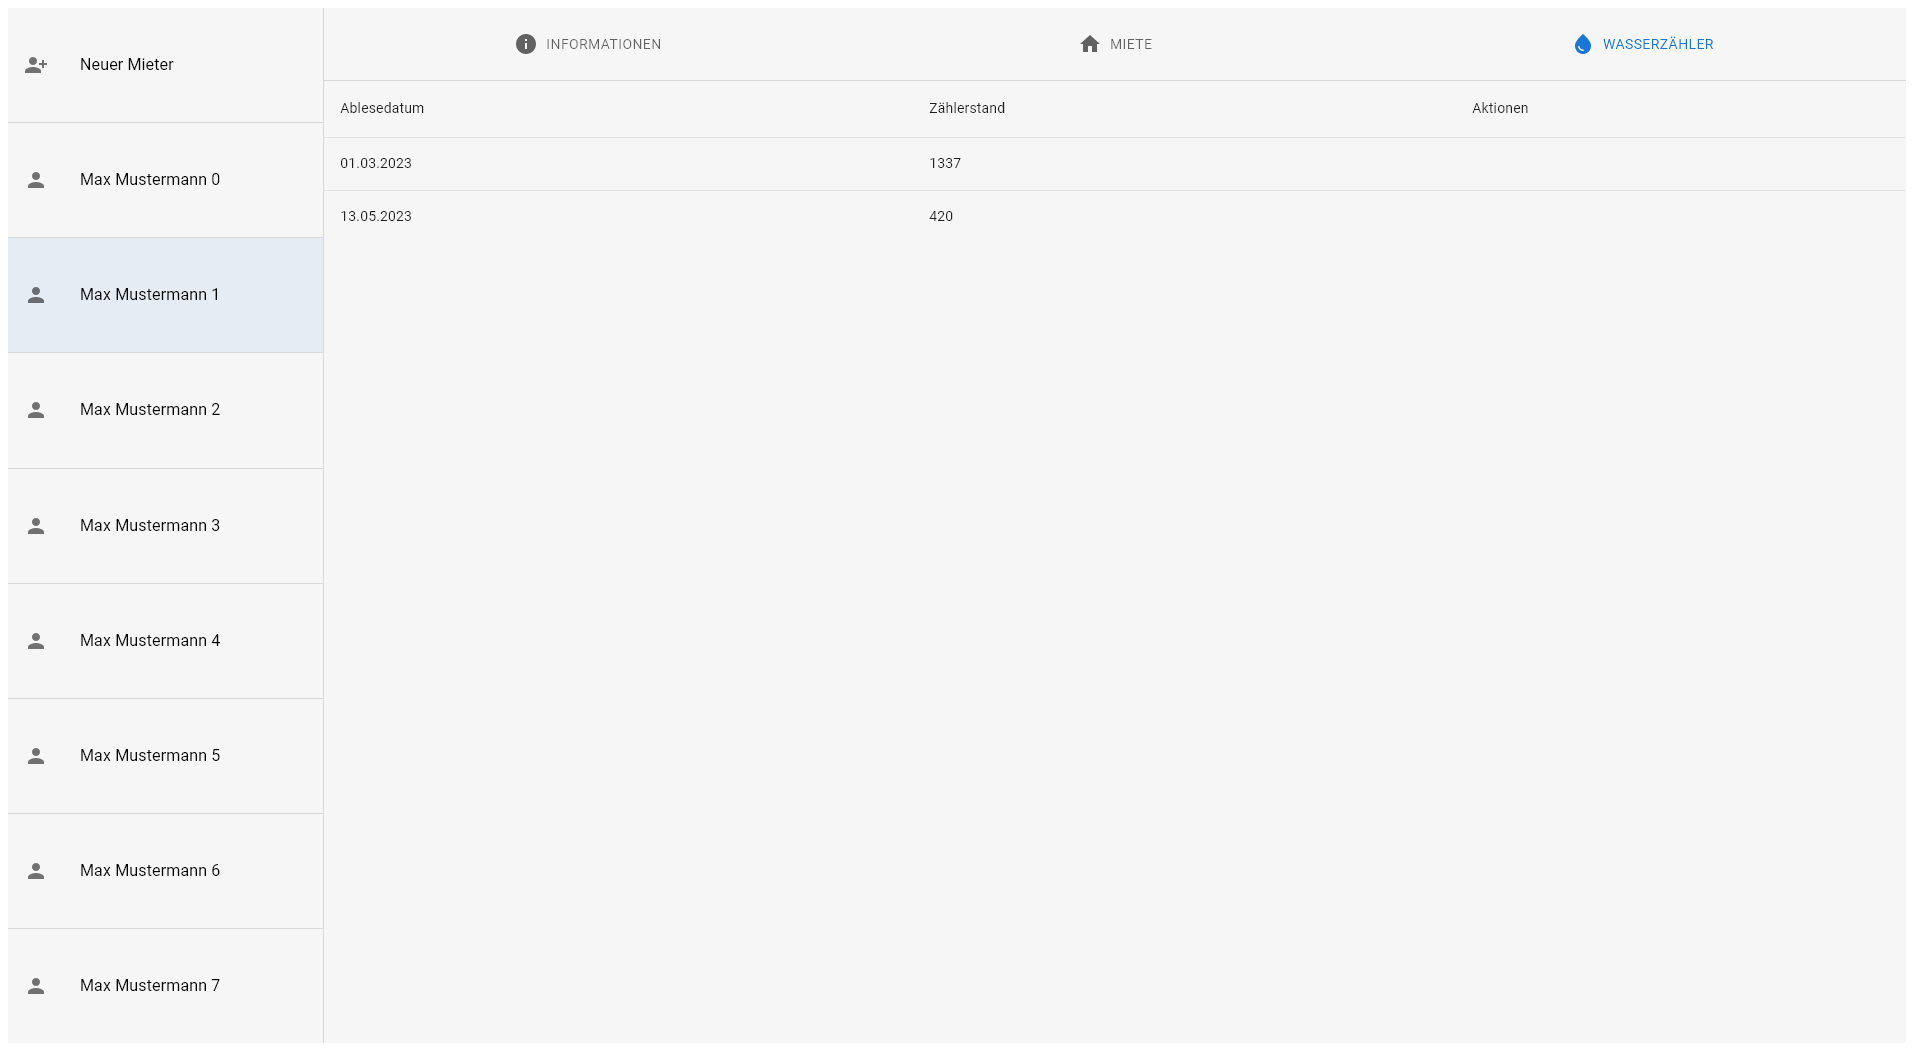 Neuer Mieter
Max Mustermann 0
Max Mustermann 1
Max Mustermann 2
Max Mustermann 3
Max Mustermann 4
Max Mustermann 5
Max Mustermann 6
Max Mustermann 7
INFORMATIONEN MIETE WASSERZÄHLER
Ablesedatum Zählerstand Aktionen
01.03.2023 1337
13.05.2023 420